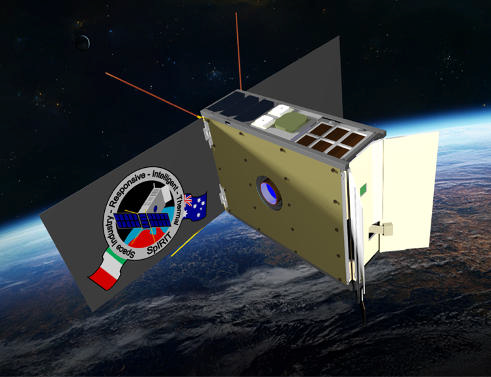 Space Industry - Responsive - Intelligent - Thermal
SpIRIT